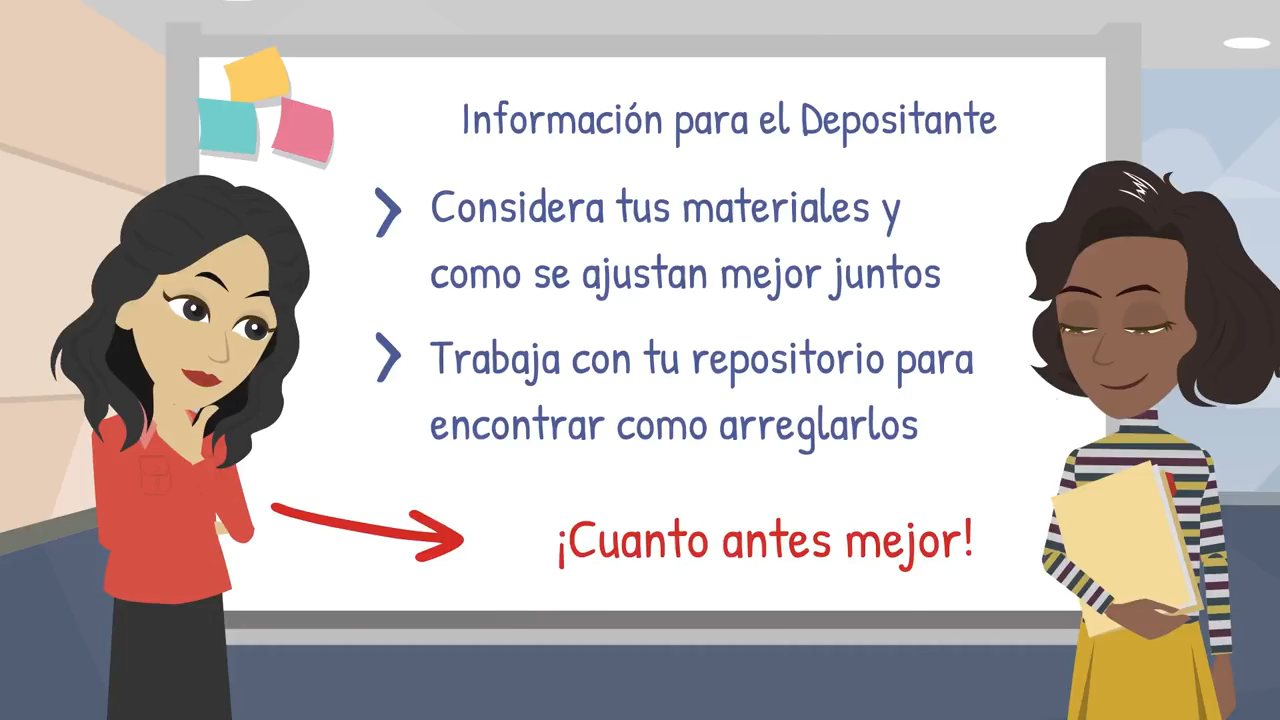 Información para el Depositante
Considera tus materiales y
como se ajustan mejor juntos
Trabaja con tu repositorio para
encontrar como arreglarlos
¡Cuanto antes mejor!